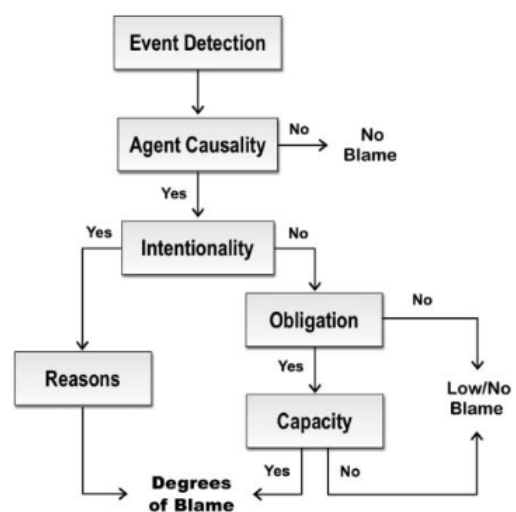 Event Detection
Agent Causality
No
No
Blame
Yes
Intentionality
Yes
No
Obligation
No
Yes
Reasons
Capacity
Low/No
Blame
Yes
No
Degrees
of Blame